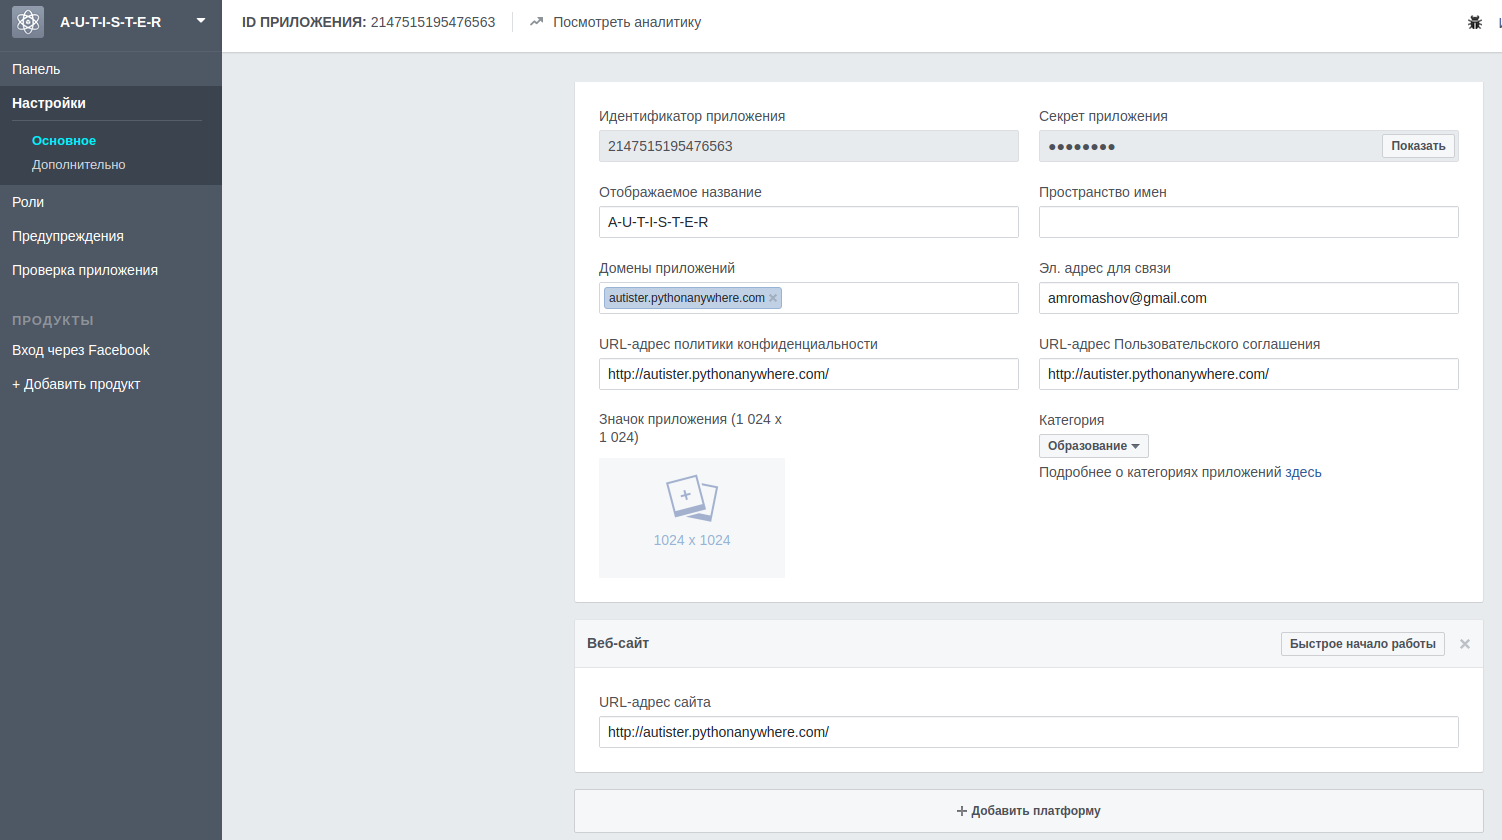 A-U-T-I-S-T-E-R
ID ПРИЛОЖЕНИЯ: 2147515195476563
Посмотреть аналитику
Панель
Настройки
Основное
Дополнительно
Роли
Предупреждения
Проверка приложения
ПРОДУКТЫ
Вход через Facebook
+ Добавить продукт
Идентификатор приложения
2147515195476563
Секрет приложения
●●●●●●●●
Показать
Отображаемое название
A-U-T-I-S-T-E-R
Пространство имен
Домены приложений
autister.pythonanywhere.com
Эл. адрес для связи
amromashov@gmail.com
URL-адрес политики конфиденциальности
http://autister.pythonanywhere.com/
URL-адрес Пользовательского соглашения
http://autister.pythonanywhere.com/
Значок приложения (1 024 x
1 024)
1024 x 1024
Категория
Образование
Подробнее о категориях приложений здесь
Веб-сайт
Быстрое начало работы
URL-адрес сайта
http://autister.pythonanywhere.com/
+ Добавить платформу